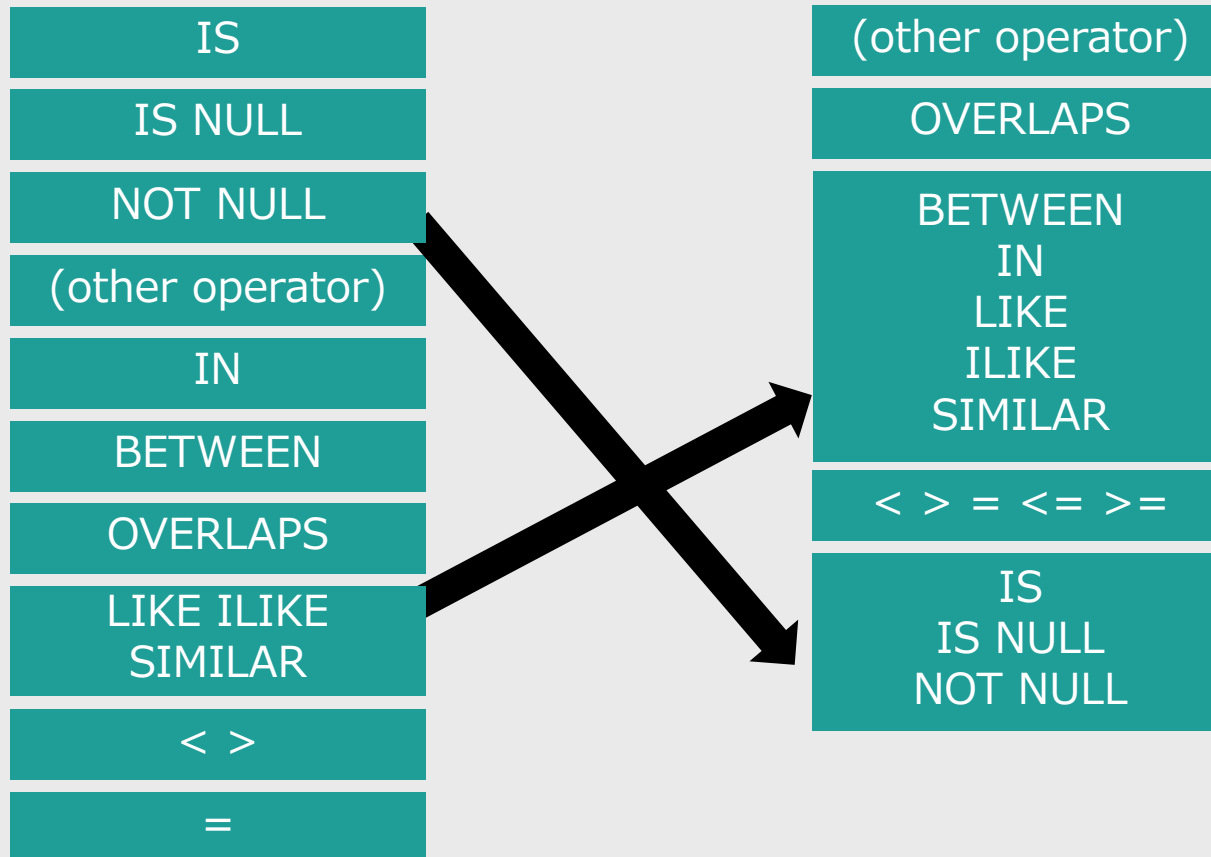 IS
IS NULL
NOT NULL
(other operator)
IN
BETWEEN
OVERLAPS
LIKE ILIKE
SIMILAR
< >
=
(other operator)
OVERLAPS
BETWEEN
IN
LIKE
ILIKE
SIMILAR
< > = <= >=
IS
IS NULL
NOT NULL